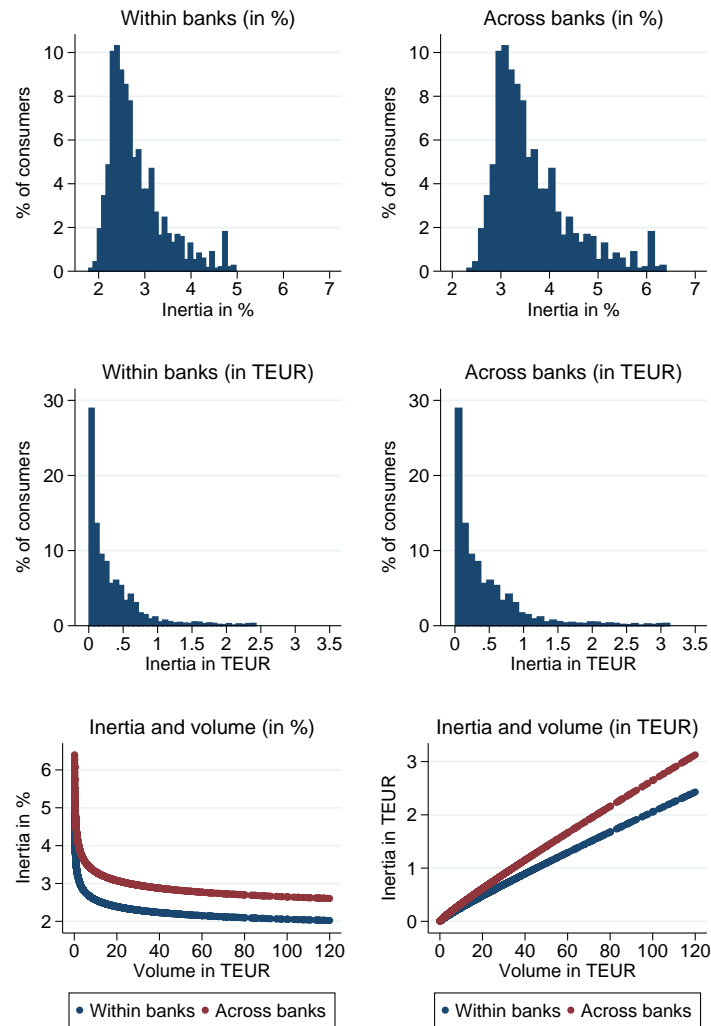 Within banks (in %)
% of consumers
10
8
6
4
2
0
2 3 4 5 6 7
Inertia in %
Across banks (in %)
% of consumers
10
8
6
4
2
0
2 3 4 5 6 7
Inertia in %
Within banks (in TEUR)
% of consumers
30
20
10
0
0 .5 1 1.5 2 2.5 3 3.5
Inertia in TEUR
Across banks (in TEUR)
% of consumers
30
20
10
0
0 .5 1 1.5 2 2.5 3 3.5
Inertia in TEUR
Inertia and volume (in %)
Inertia in %
6
5
4
3
2
0 20 40 60 80 100 120
Volume in TEUR
Within banks Across banks
Inertia and volume (in TEUR)
Inertia in TEUR
3
2
1
0
0 20 40 60 80 100 120
Volume in TEUR
Within banks Across banks